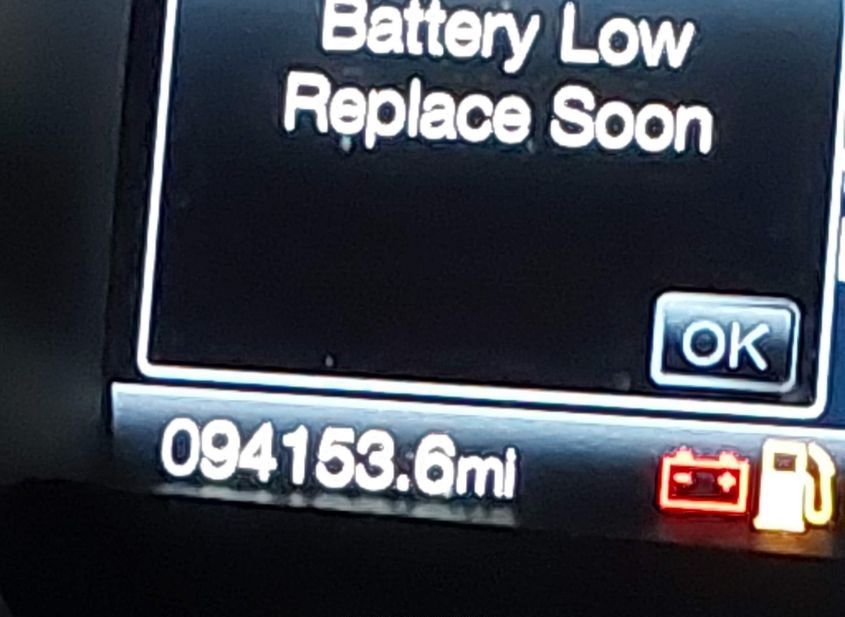 Battery Low
Replace Soon
OK
094153.6mi